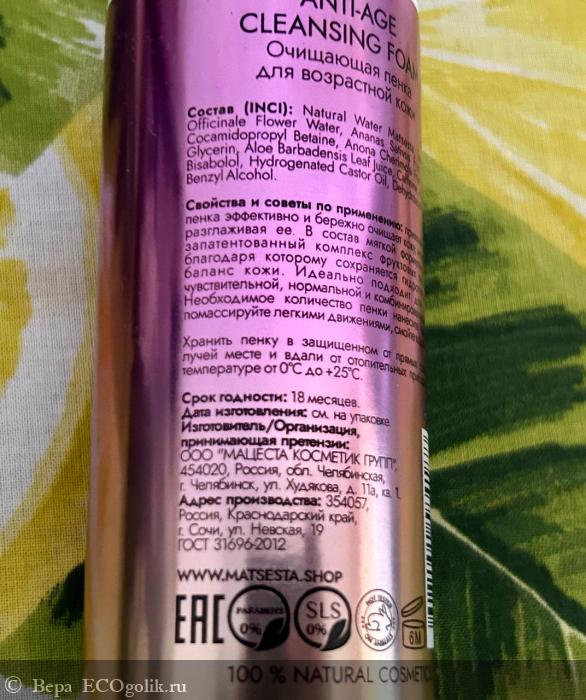 ANTI-AGE
CLEANSING FOAM
Очищающая пенка
для возрастной кожи
Состав (INCI): Natural Water Matsesta
Officinale Flower Water, Ananas Sativus
Cocamidopropyl Betaine, Anona Cherimolia
Glycerin, Aloe Barbadensis Leaf Juice,
Bisabolol, Hydrogenated Castor Oil,
Benzyl Alcohol.
Свойства и советы по применению:
пенка эффективно и бережно очищает кожу
разглаживая ее. В состав мягкой
запатентованный комплекс фруктовых
благодаря которому сохраняется
баланс кожи. Идеально подходит
чувствительной, нормальной и
Необходимое количество пенки
помассируйте легкими движениями,
Хранить пенку в защищенном от прямых
лучей месте и вдали от отопительных
температуре от 0°С до +25°С.
Срок годности: 18 месяцев.
Дата изготовления: см. на упаковке
Изготовитель/Организация,
принимающая претензии:
ООО "МАЦЕСТА КОСМЕТИК ГРУПП",
454020, Россия, обл. Челябинская,
г. Челябинск, ул. Худякова, д. 11а, кв. 1
Адрес производства: 354057,
Россия, Краснодарский край,
г. Сочи, ул. Невская, 19
ГОСТ 31696-2012
WWW.MATSESTA.SHOP
EAC PARABENS 0% SLS 0% NOT TESTED 6M
100 % NATURAL COSMETIC
Вера ECOgolik.ru